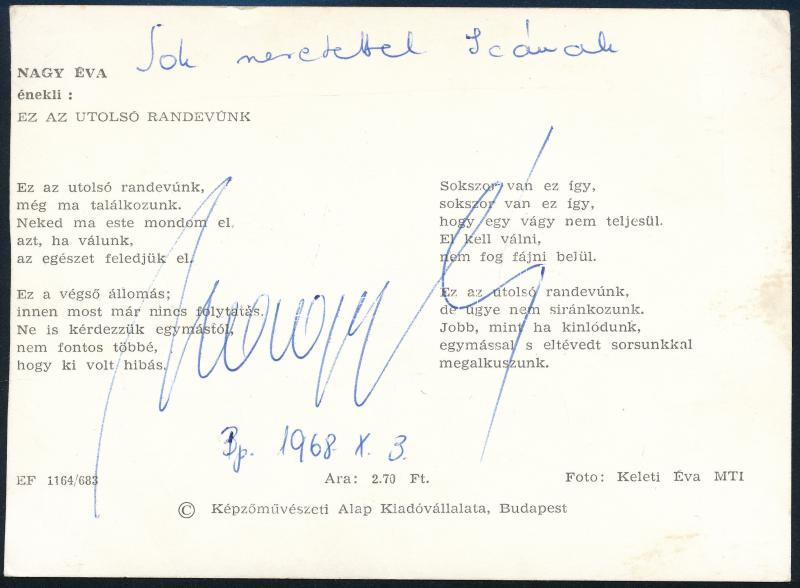 Sok szeretettel Icának
NAGY ÉVA
énekli :
EZ AZ UTOLSÓ RANDEVÚNK
Ez az utolsó randevúnk,
még ma találkozunk.
Neked ma este mondom el,
azt, ha válunk,
az egészet feledjük el.
Ez a végső állomás;
innen most már nincs folytatás.
Ne is kérdezzük egymástól,
nem fontos többé,
hogy ki volt hibás.
Sokszor van ez így,
sokszor van ez így,
hogy egy vágy nem teljesül.
El kell válni,
nem fog fájni belül.
Ez az utolsó randevúnk,
de ugye nem siránkozunk.
Jobb, mint ha kinlódunk,
egymással s eltévedt sorsunkkal
megalkuszunk.
Nagy É
Bp. 1968 X. 3.
EF 1164/683
Ara: 2.70 Ft.
Foto: Keleti Éva MTI
© Képzőművészeti Alap Kiadóvállalata, Budapest